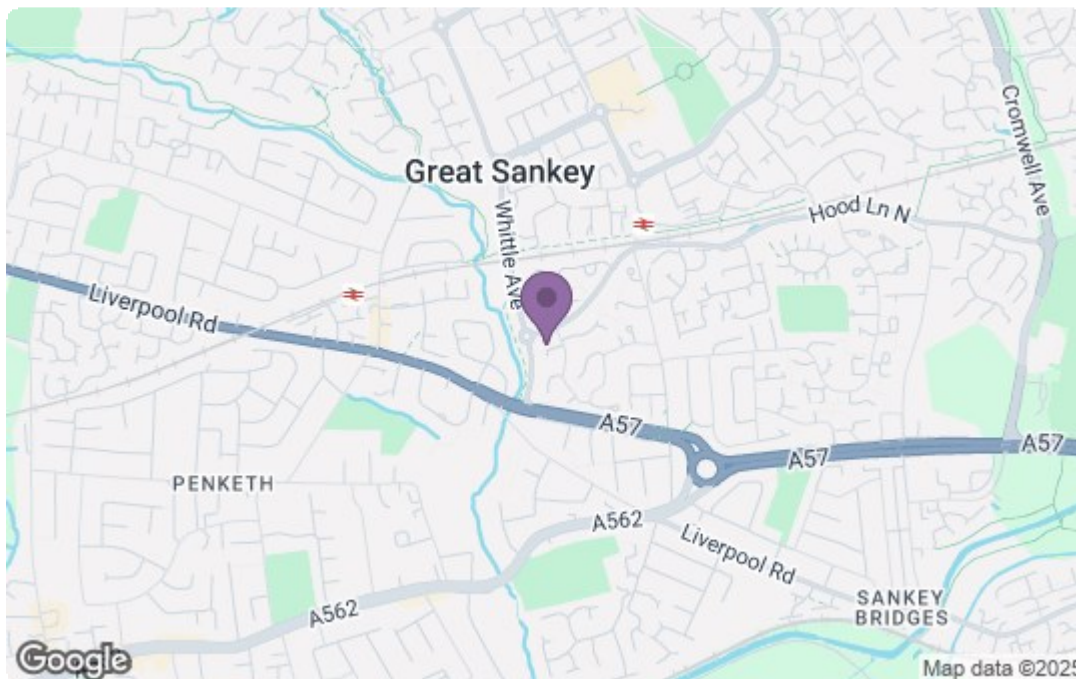 Cromwell Ave
Great Sankey
Whittle Ave
Hood Ln N
Liverpool Rd
A57
A57
A57
PENKETH
A562
Liverpool Rd
A562
SANKEY
BRIDGES
Google
Map data ©2025